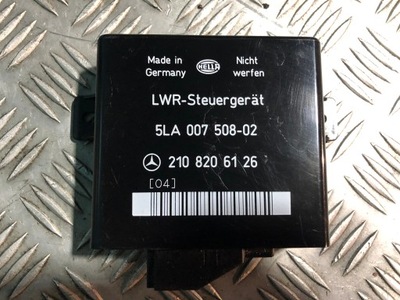 Made in
Germany
HELLA
Nicht
werfen
LWR-Steuergerät
5LA 007 508-02
210 820 61 26
[04]